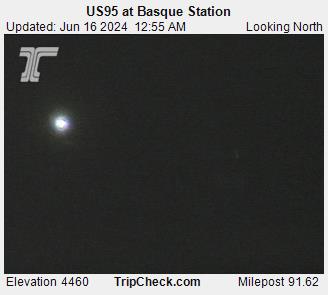 US95 at Basque Station
Updated: Jun 16 2024 12:55 AM Looking North
Elevation 4460 TripCheck.com Milepost 91.62